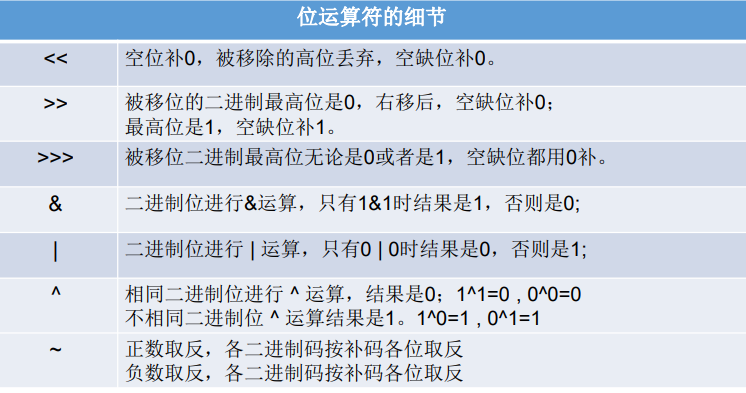 位运算符的细节
<< 空位补0，被移除的高位丢弃，空缺位补0。
>> 被移位的二进制最高位是0，右移后，空缺位补0；
最高位是1，空缺位补1。
>>> 被移位二进制最高位无论是0或者是1，空缺位都用0补。
& 二进制位进行&运算，只有1&1时结果是1，否则是0;
| 二进制位进行 | 运算，只有0 | 0时结果是0，否则是1;
^ 相同二进制位进行 ^ 运算，结果是0；1^1=0 , 0^0=0
不相同二进制位 ^ 运算结果是1。1^0=1 , 0^1=1
~ 正数取反，各二进制码按补码各位取反
负数取反，各二进制码按补码各位取反